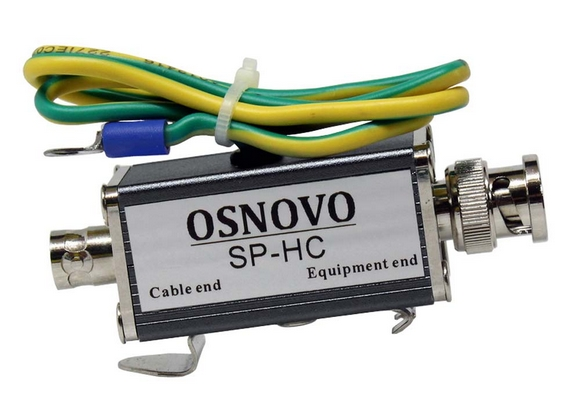 OSNOVO
SP-HC
Cable end
Equipment end